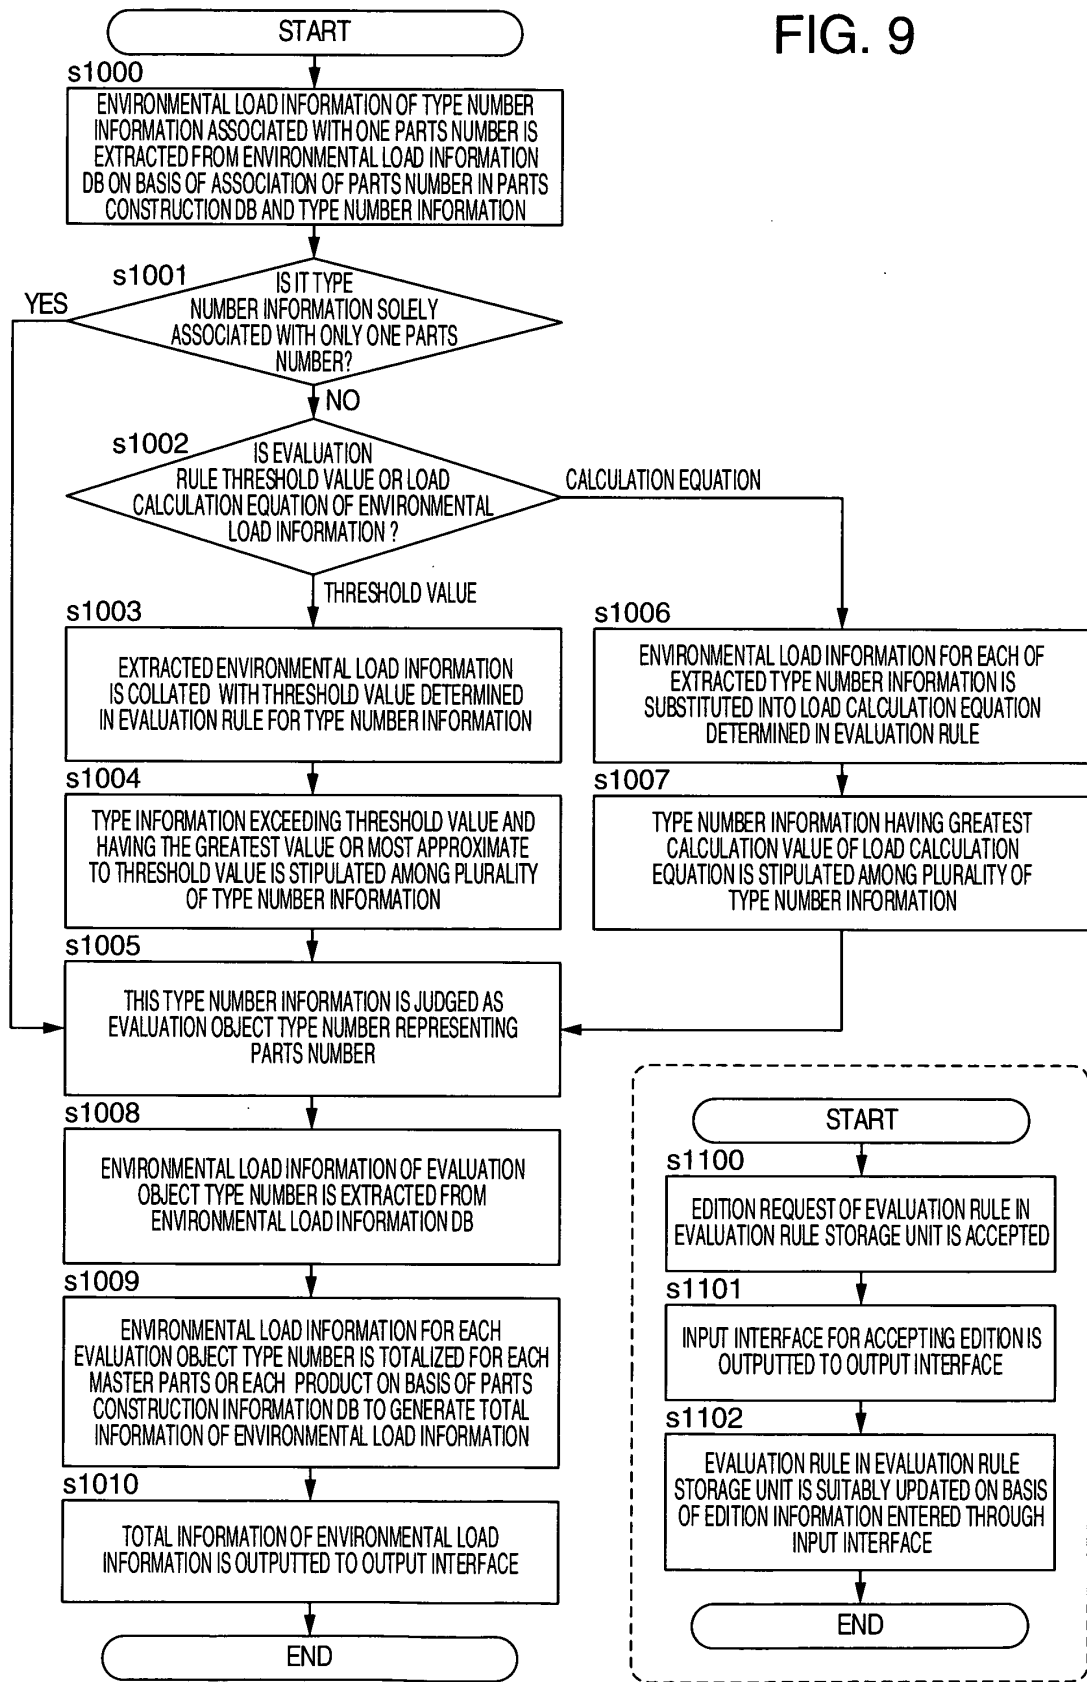 FIG. 9
START
s1000
ENVIRONMENTAL LOAD INFORMATION OF TYPE NUMBER
INFORMATION ASSOCIATED WITH ONE PARTS NUMBER IS
EXTRACTED FROM ENVIRONMENTAL LOAD INFORMATION
DB ON BASIS OF ASSOCIATION OF PARTS NUMBER IN PARTS
CONSTRUCTION DB AND TYPE NUMBER INFORMATION
s1001
YES
IS IT TYPE
NUMBER INFORMATION SOLELY
ASSOCIATED WITH ONLY ONE PARTS
NUMBER?
NO
s1002
IS EVALUATION
RULE THRESHOLD VALUE OR LOAD
CALCULATION EQUATION OF ENVIRONMENTAL
LOAD INFORMATION ?
CALCULATION EQUATION
THRESHOLD VALUE
s1003
EXTRACTED ENVIRONMENTAL LOAD INFORMATION
IS COLLATED WITH THRESHOLD VALUE DETERMINED
IN EVALUATION RULE FOR TYPE NUMBER INFORMATION
s1004
TYPE INFORMATION EXCEEDING THRESHOLD VALUE AND
HAVING THE GREATEST VALUE OR MOST APPROXIMATE
TO THRESHOLD VALUE IS STIPULATED AMONG PLURALITY
OF TYPE NUMBER INFORMATION
s1006
ENVIRONMENTAL LOAD INFORMATION FOR EACH OF
EXTRACTED TYPE NUMBER INFORMATION IS
SUBSTITUTED INTO LOAD CALCULATION EQUATION
DETERMINED IN EVALUATION RULE
s1007
TYPE NUMBER INFORMATION HAVING GREATEST
CALCULATION VALUE OF LOAD CALCULATION
EQUATION IS STIPULATED AMONG PLURALITY OF
TYPE NUMBER INFORMATION
s1005
THIS TYPE NUMBER INFORMATION IS JUDGED AS
EVALUATION OBJECT TYPE NUMBER REPRESENTING
PARTS NUMBER
s1008
ENVIRONMENTAL LOAD INFORMATION OF EVALUATION
OBJECT TYPE NUMBER IS EXTRACTED FROM
ENVIRONMENTAL LOAD INFORMATION DB
s1009
ENVIRONMENTAL LOAD INFORMATION FOR EACH
EVALUATION OBJECT TYPE NUMBER IS TOTALIZED FOR EACH
MASTER PARTS OR EACH PRODUCT ON BASIS OF PARTS
CONSTRUCTION INFORMATION DB TO GENERATE TOTAL
INFORMATION OF ENVIRONMENTAL LOAD INFORMATION
s1010
TOTAL INFORMATION OF ENVIRONMENTAL LOAD
INFORMATION IS OUTPUTTED TO OUTPUT INTERFACE
END
START
s1100
EDITION REQUEST OF EVALUATION RULE IN
EVALUATION RULE STORAGE UNIT IS ACCEPTED
s1101
INPUT INTERFACE FOR ACCEPTING EDITION IS
OUTPUTTED TO OUTPUT INTERFACE
s1102
EVALUATION RULE IN EVALUATION RULE
STORAGE UNIT IS SUITABLY UPDATED ON BASIS
OF EDITION INFORMATION ENTERED THROUGH
INPUT INTERFACE
END